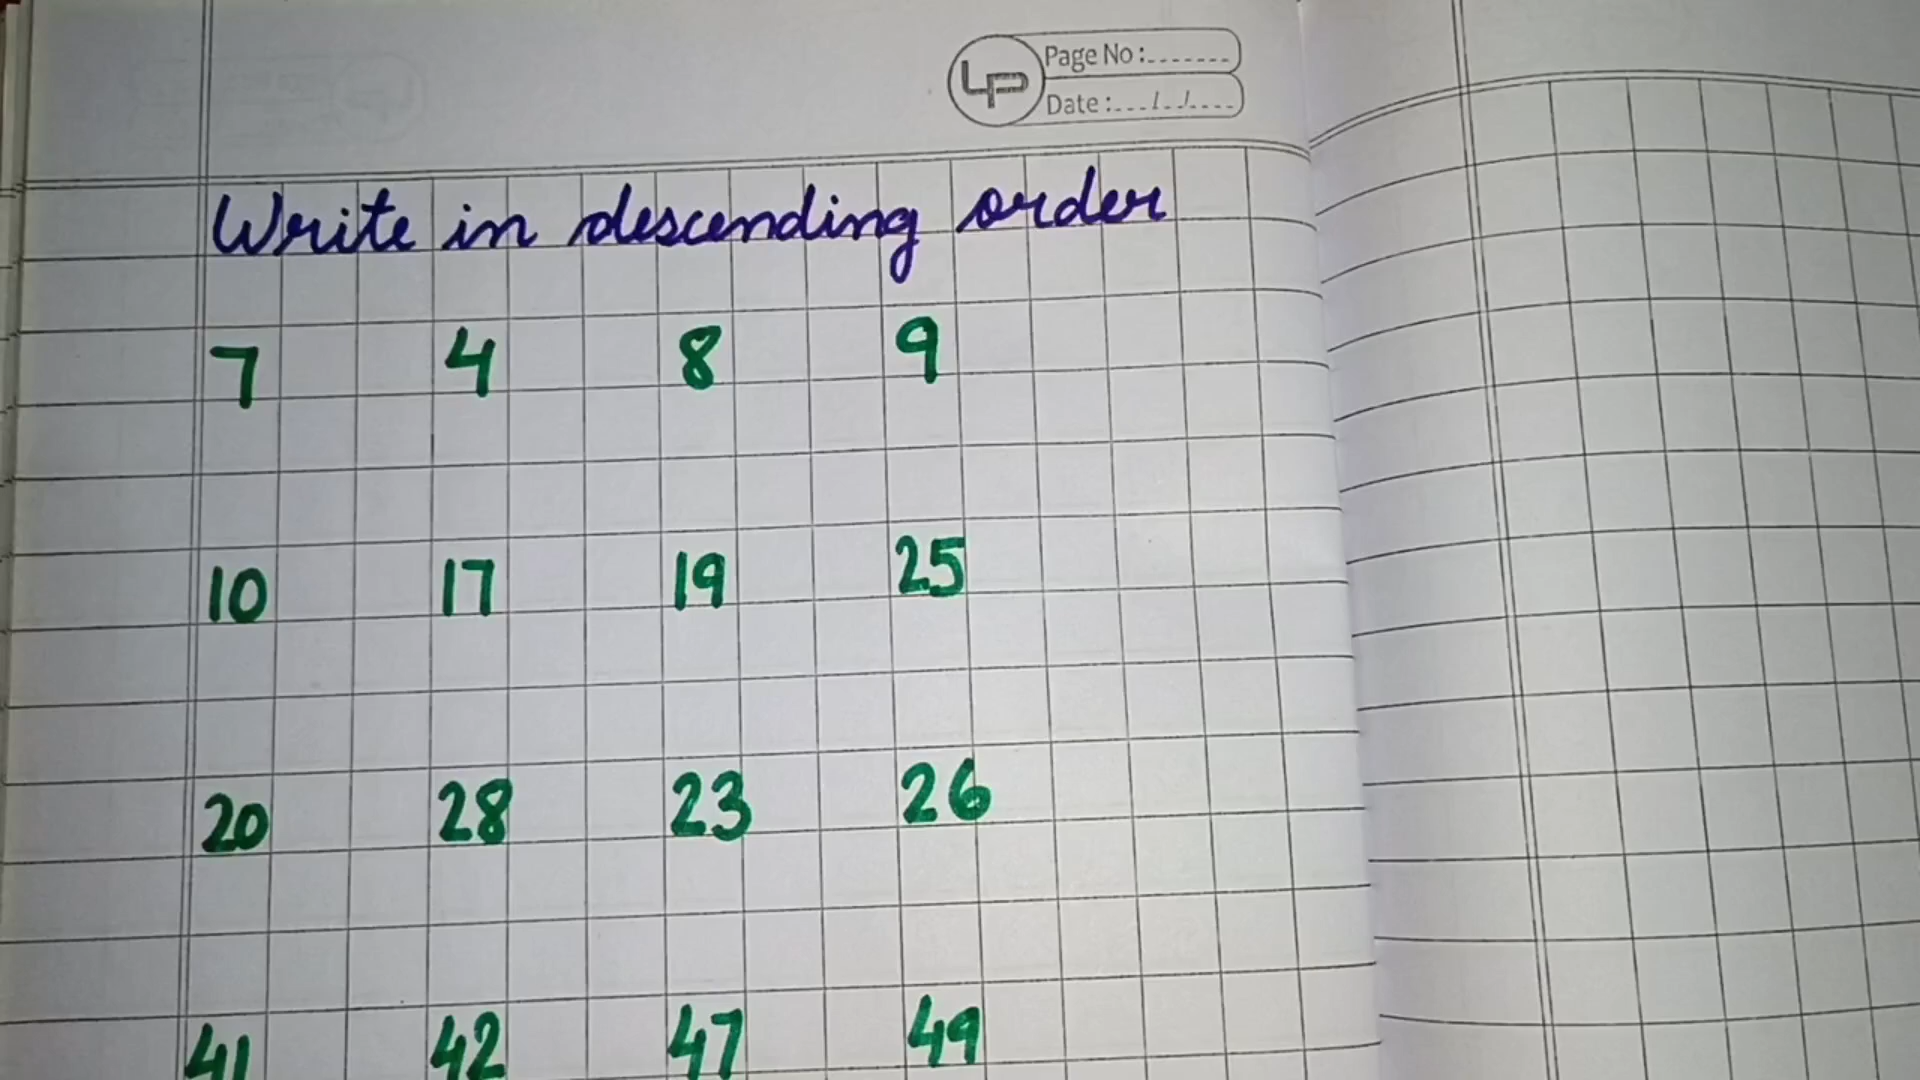 LP Page No :.......
Date :..../../....
Write in descending order
7 4 8 9
10 17 19 25
20 28 23 26
41 42 47 49